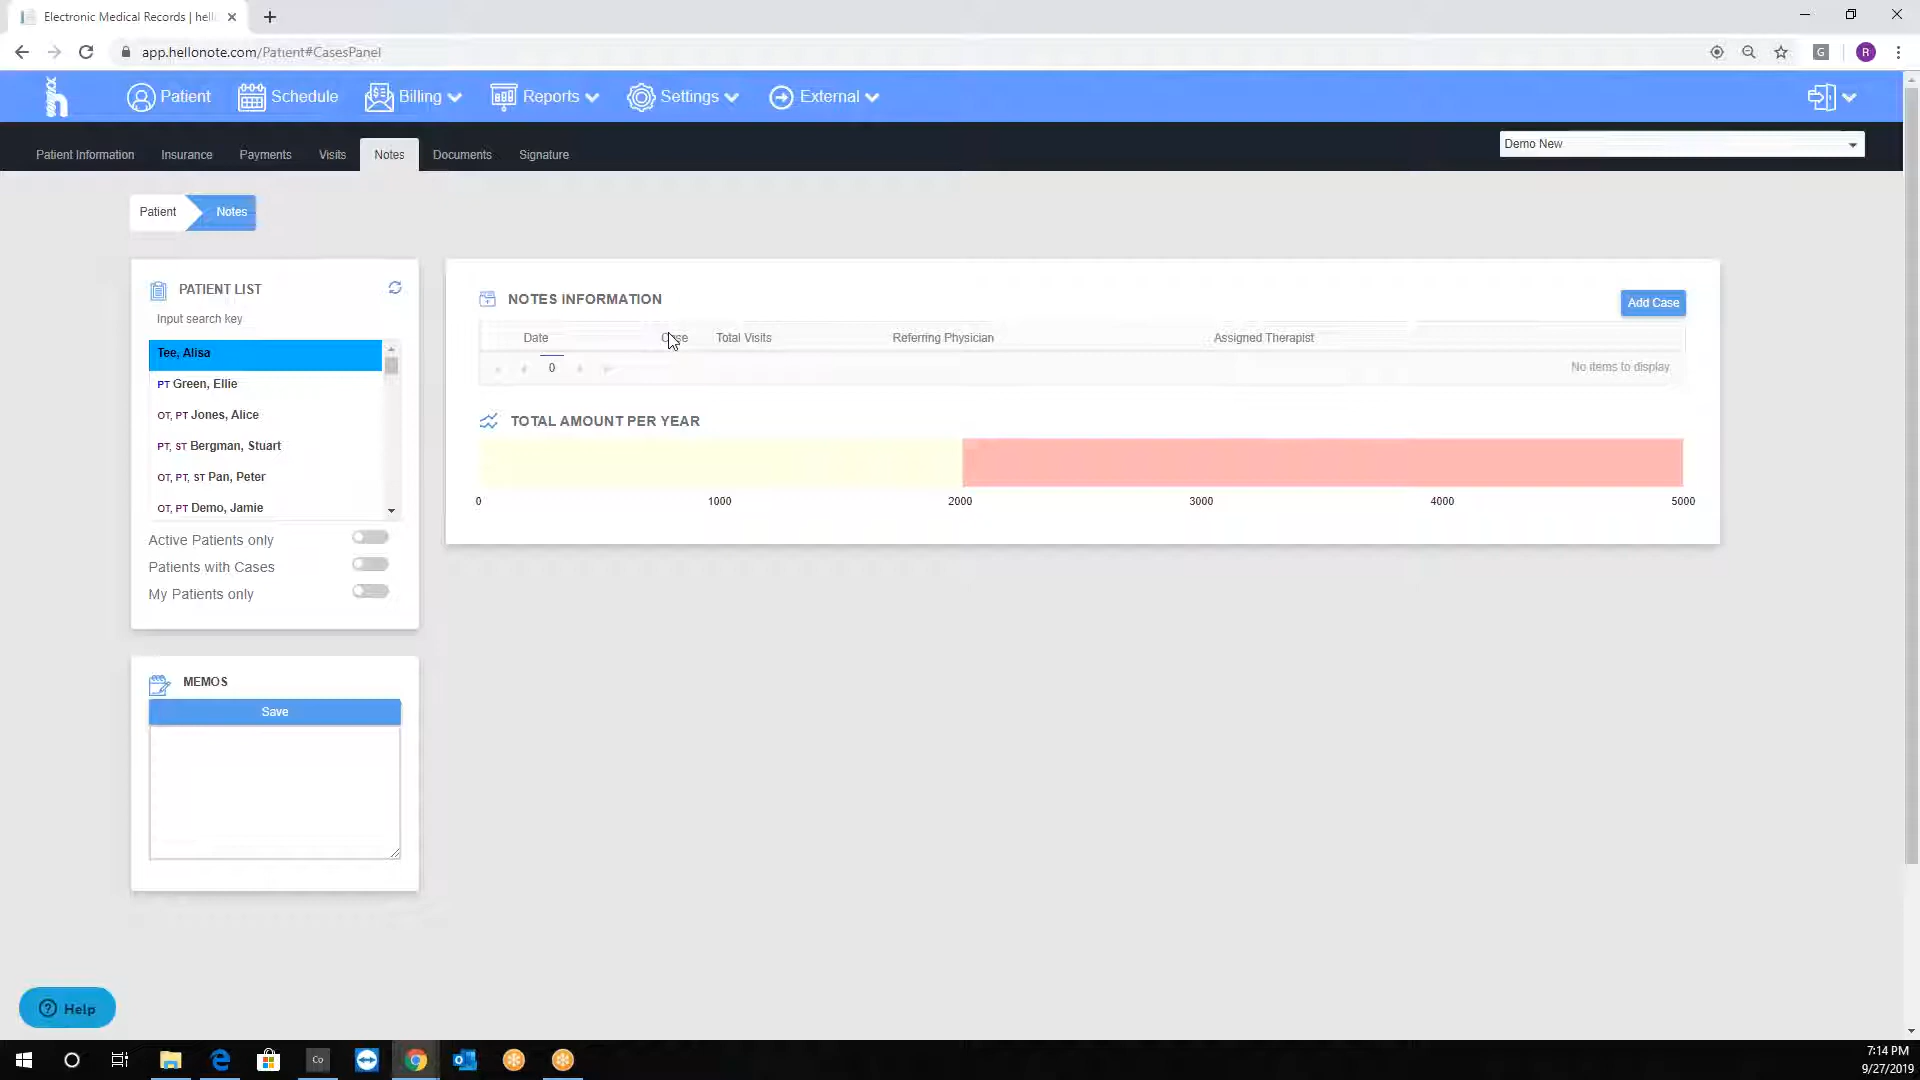 Electronic Medical Records | hell
app.hellonote.com/Patient#CasesPanel
G
R
Patient
Schedule
Billing
Reports
Settings
External
Patient Information
Insurance
Payments
Visits
Notes
Documents
Signature
Demo New
Patient
Notes
PATIENT LIST
Input search key
Tee, Alisa
PT Green, Ellie
OT, PT Jones, Alice
PT, ST Bergman, Stuart
OT, PT, ST Pan, Peter
OT, PT Demo, Jamie
Active Patients only
Patients with Cases
My Patients only
MEMOS
Save
NOTES INFORMATION
Add Case
Date
Case
Total Visits
Referring Physician
Assigned Therapist
0
No items to display
TOTAL AMOUNT PER YEAR
0
1000
2000
3000
4000
5000
Help
Co
7:14 PM
9/27/2019